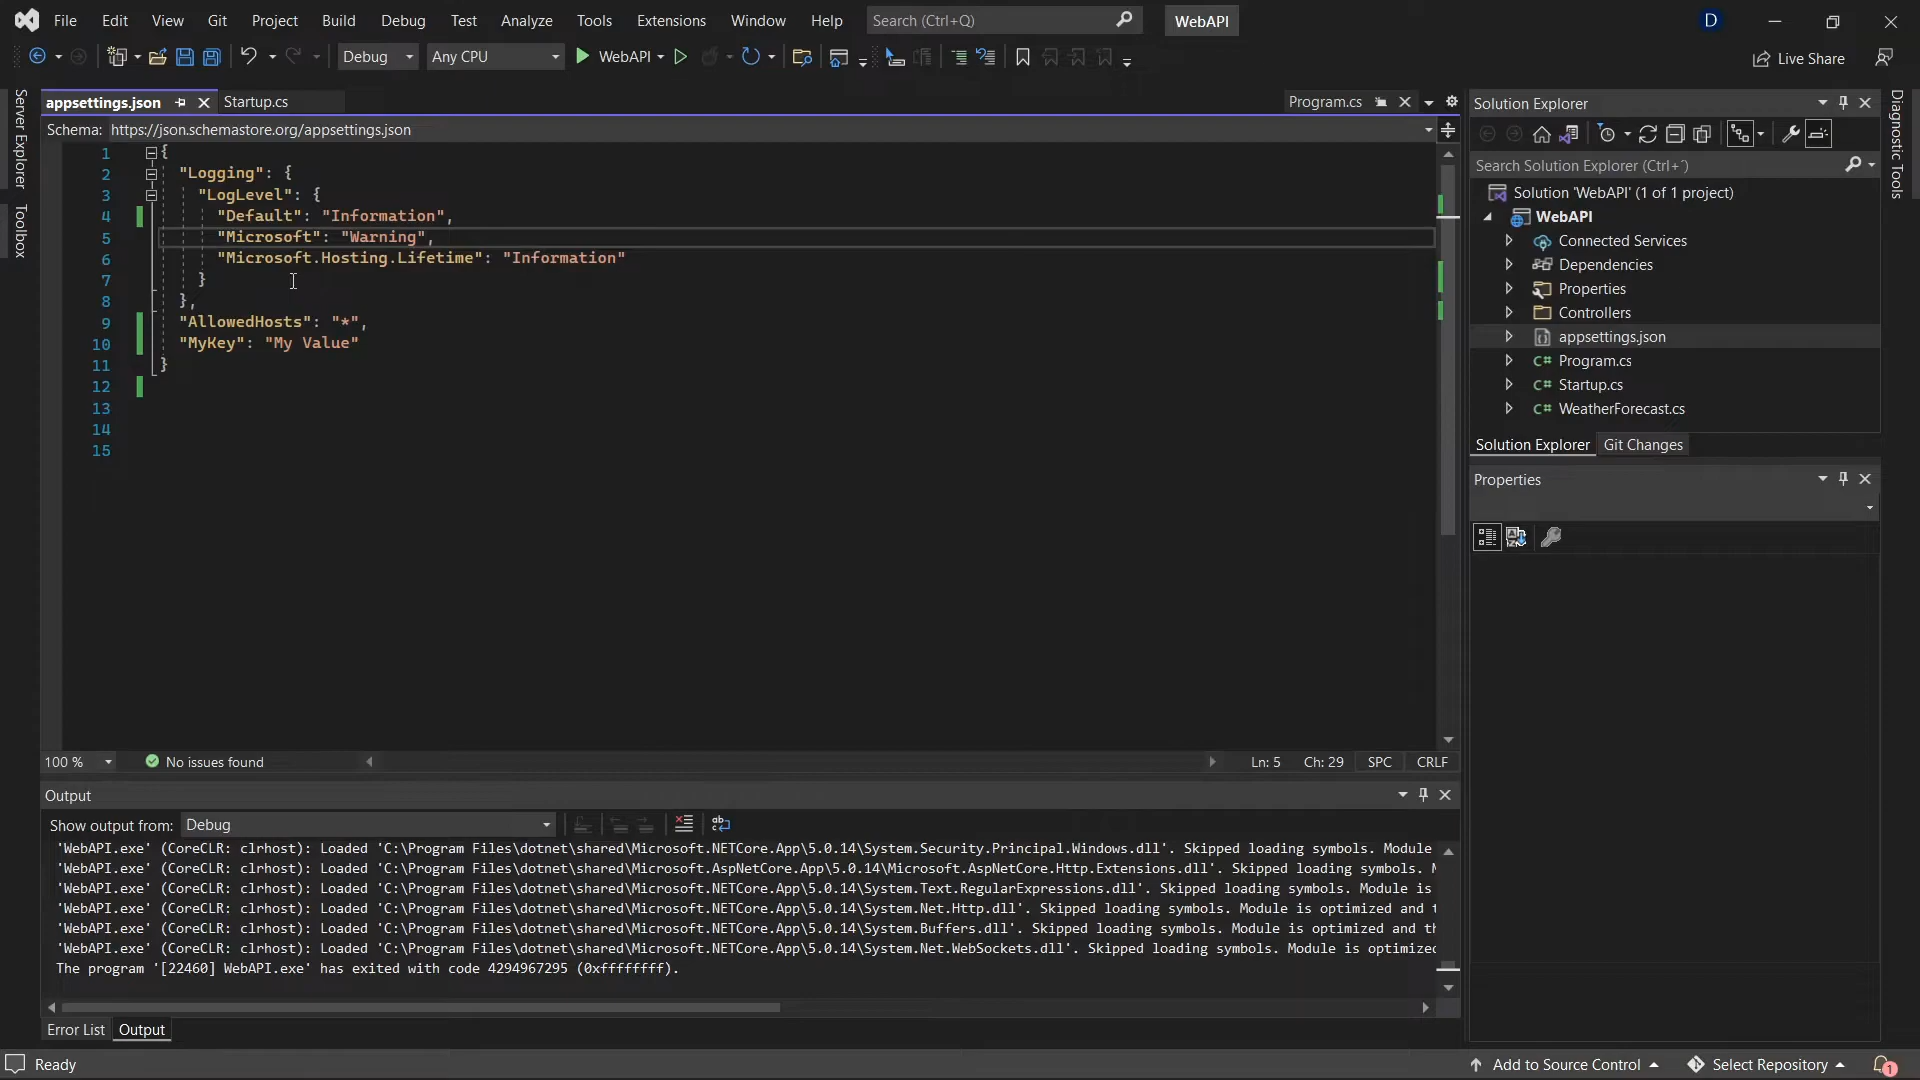 File Edit View Git Project Build Debug Test Analyze Tools Extensions Window Help Search (Ctrl+Q) WebAPI D
Debug Any CPU WebAPI Live Share
Server Explorer
Toolbox
appsettings.json Startup.cs Program.cs
Schema: https://json.schemastore.org/appsettings.json
1 {
2 "Logging": {
3 "LogLevel": {
4 "Default": "Information",
5 "Microsoft": "Warning",
6 "Microsoft.Hosting.Lifetime": "Information"
7 }
8 },
9 "AllowedHosts": "*",
10 "MyKey": "My Value"
11 }
12
13
14
15
100 % No issues found Ln: 5 Ch: 29 SPC CRLF
Output
Show output from: Debug
'WebAPI.exe' (CoreCLR: clrhost): Loaded 'C:\Program Files\dotnet\shared\Microsoft.NETCore.App\5.0.14\System.Security.Principal.Windows.dll'. Skipped loading symbols. Module
'WebAPI.exe' (CoreCLR: clrhost): Loaded 'C:\Program Files\dotnet\shared\Microsoft.AspNetCore.App\5.0.14\Microsoft.AspNetCore.Http.Extensions.dll'. Skipped loading symbols.
'WebAPI.exe' (CoreCLR: clrhost): Loaded 'C:\Program Files\dotnet\shared\Microsoft.NETCore.App\5.0.14\System.Text.RegularExpressions.dll'. Skipped loading symbols. Module is
'WebAPI.exe' (CoreCLR: clrhost): Loaded 'C:\Program Files\dotnet\shared\Microsoft.NETCore.App\5.0.14\System.Net.Http.dll'. Skipped loading symbols. Module is optimized and t
'WebAPI.exe' (CoreCLR: clrhost): Loaded 'C:\Program Files\dotnet\shared\Microsoft.NETCore.App\5.0.14\System.Buffers.dll'. Skipped loading symbols. Module is optimized and th
'WebAPI.exe' (CoreCLR: clrhost): Loaded 'C:\Program Files\dotnet\shared\Microsoft.NETCore.App\5.0.14\System.Net.WebSockets.dll'. Skipped loading symbols. Module is optimized
The program '[22460] WebAPI.exe' has exited with code 4294967295 (0xffffffff).
Error List Output
Solution Explorer
Search Solution Explorer (Ctrl+')
Solution 'WebAPI' (1 of 1 project)
WebAPI
Connected Services
Dependencies
Properties
Controllers
appsettings.json
C# Program.cs
C# Startup.cs
C# WeatherForecast.cs
Solution Explorer Git Changes
Properties
Diagnostic Tools
Ready Add to Source Control Select Repository 1